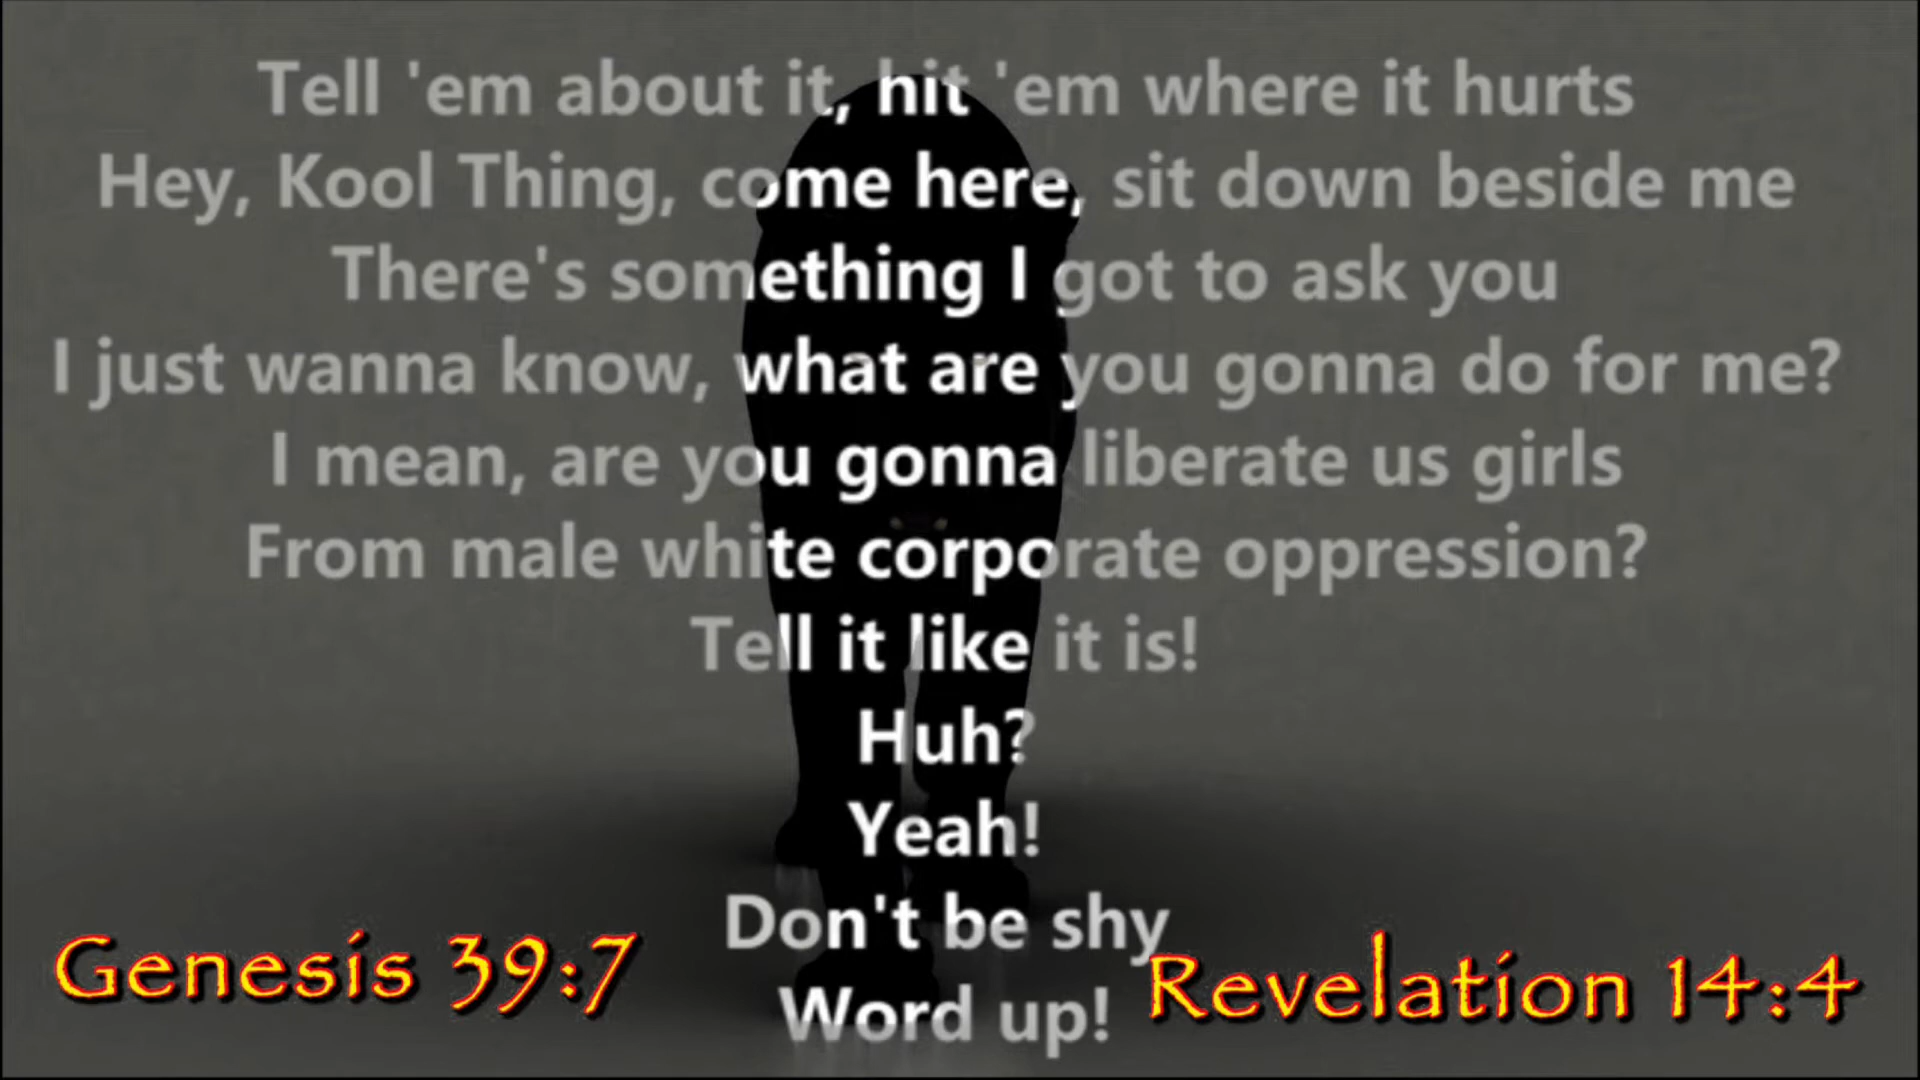 Tell 'em about it, hit 'em where it hurts
Hey, Kool Thing, come here, sit down beside me
There's something I got to ask you
I just wanna know, what are you gonna do for me?
I mean, are you gonna liberate us girls
From male white corporate oppression?
Tell it like it is!
Huh?
Yeah!
Don't be shy
Word up!
Genesis 39:7
Revelation 14:4